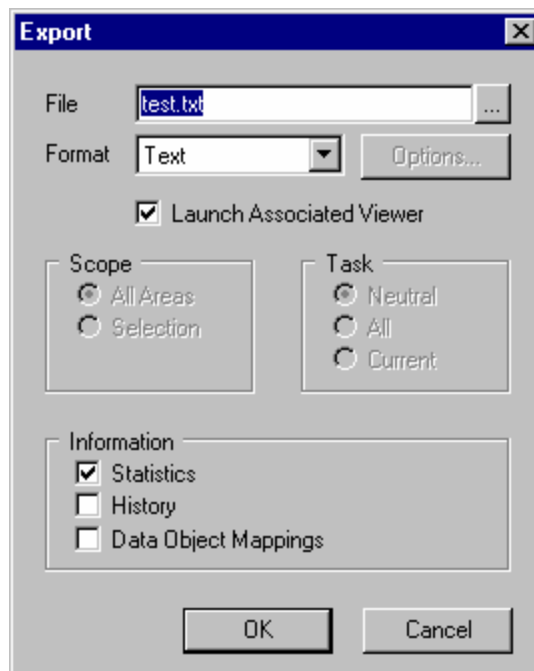 Export
File test.txt ...
Format Text Options...
Launch Associated Viewer
Scope Task
All Areas Neutral
Selection All
Current
Information
Statistics
History
Data Object Mappings
OK Cancel